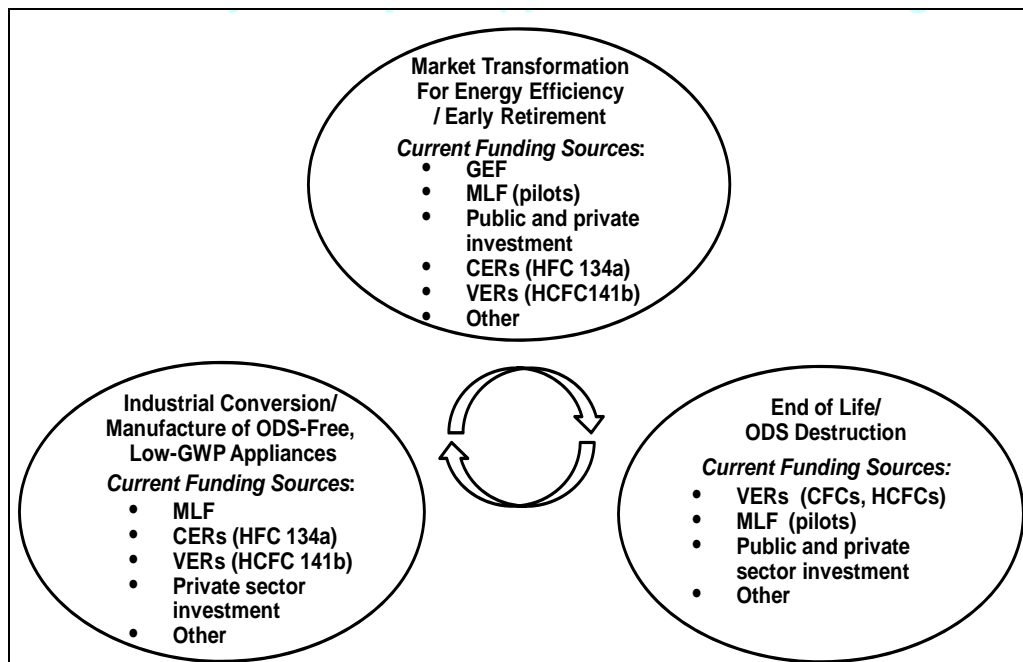 Market Transformation
For Energy Efficiency
/ Early Retirement
Current Funding Sources:
• GEF
• MLF (pilots)
• Public and private
investment
• CERs (HFC 134a)
• VERs (HCFC141b)
• Other
Industrial Conversion/
Manufacture of ODS-Free,
Low-GWP Appliances
Current Funding Sources:
• MLF
• CERs (HFC 134a)
• VERs (HCFC 141b)
• Private sector
investment
• Other
End of Life/
ODS Destruction
Current Funding Sources:
• VERs (CFCs, HCFCs)
• MLF (pilots)
• Public and private
sector investment
• Other